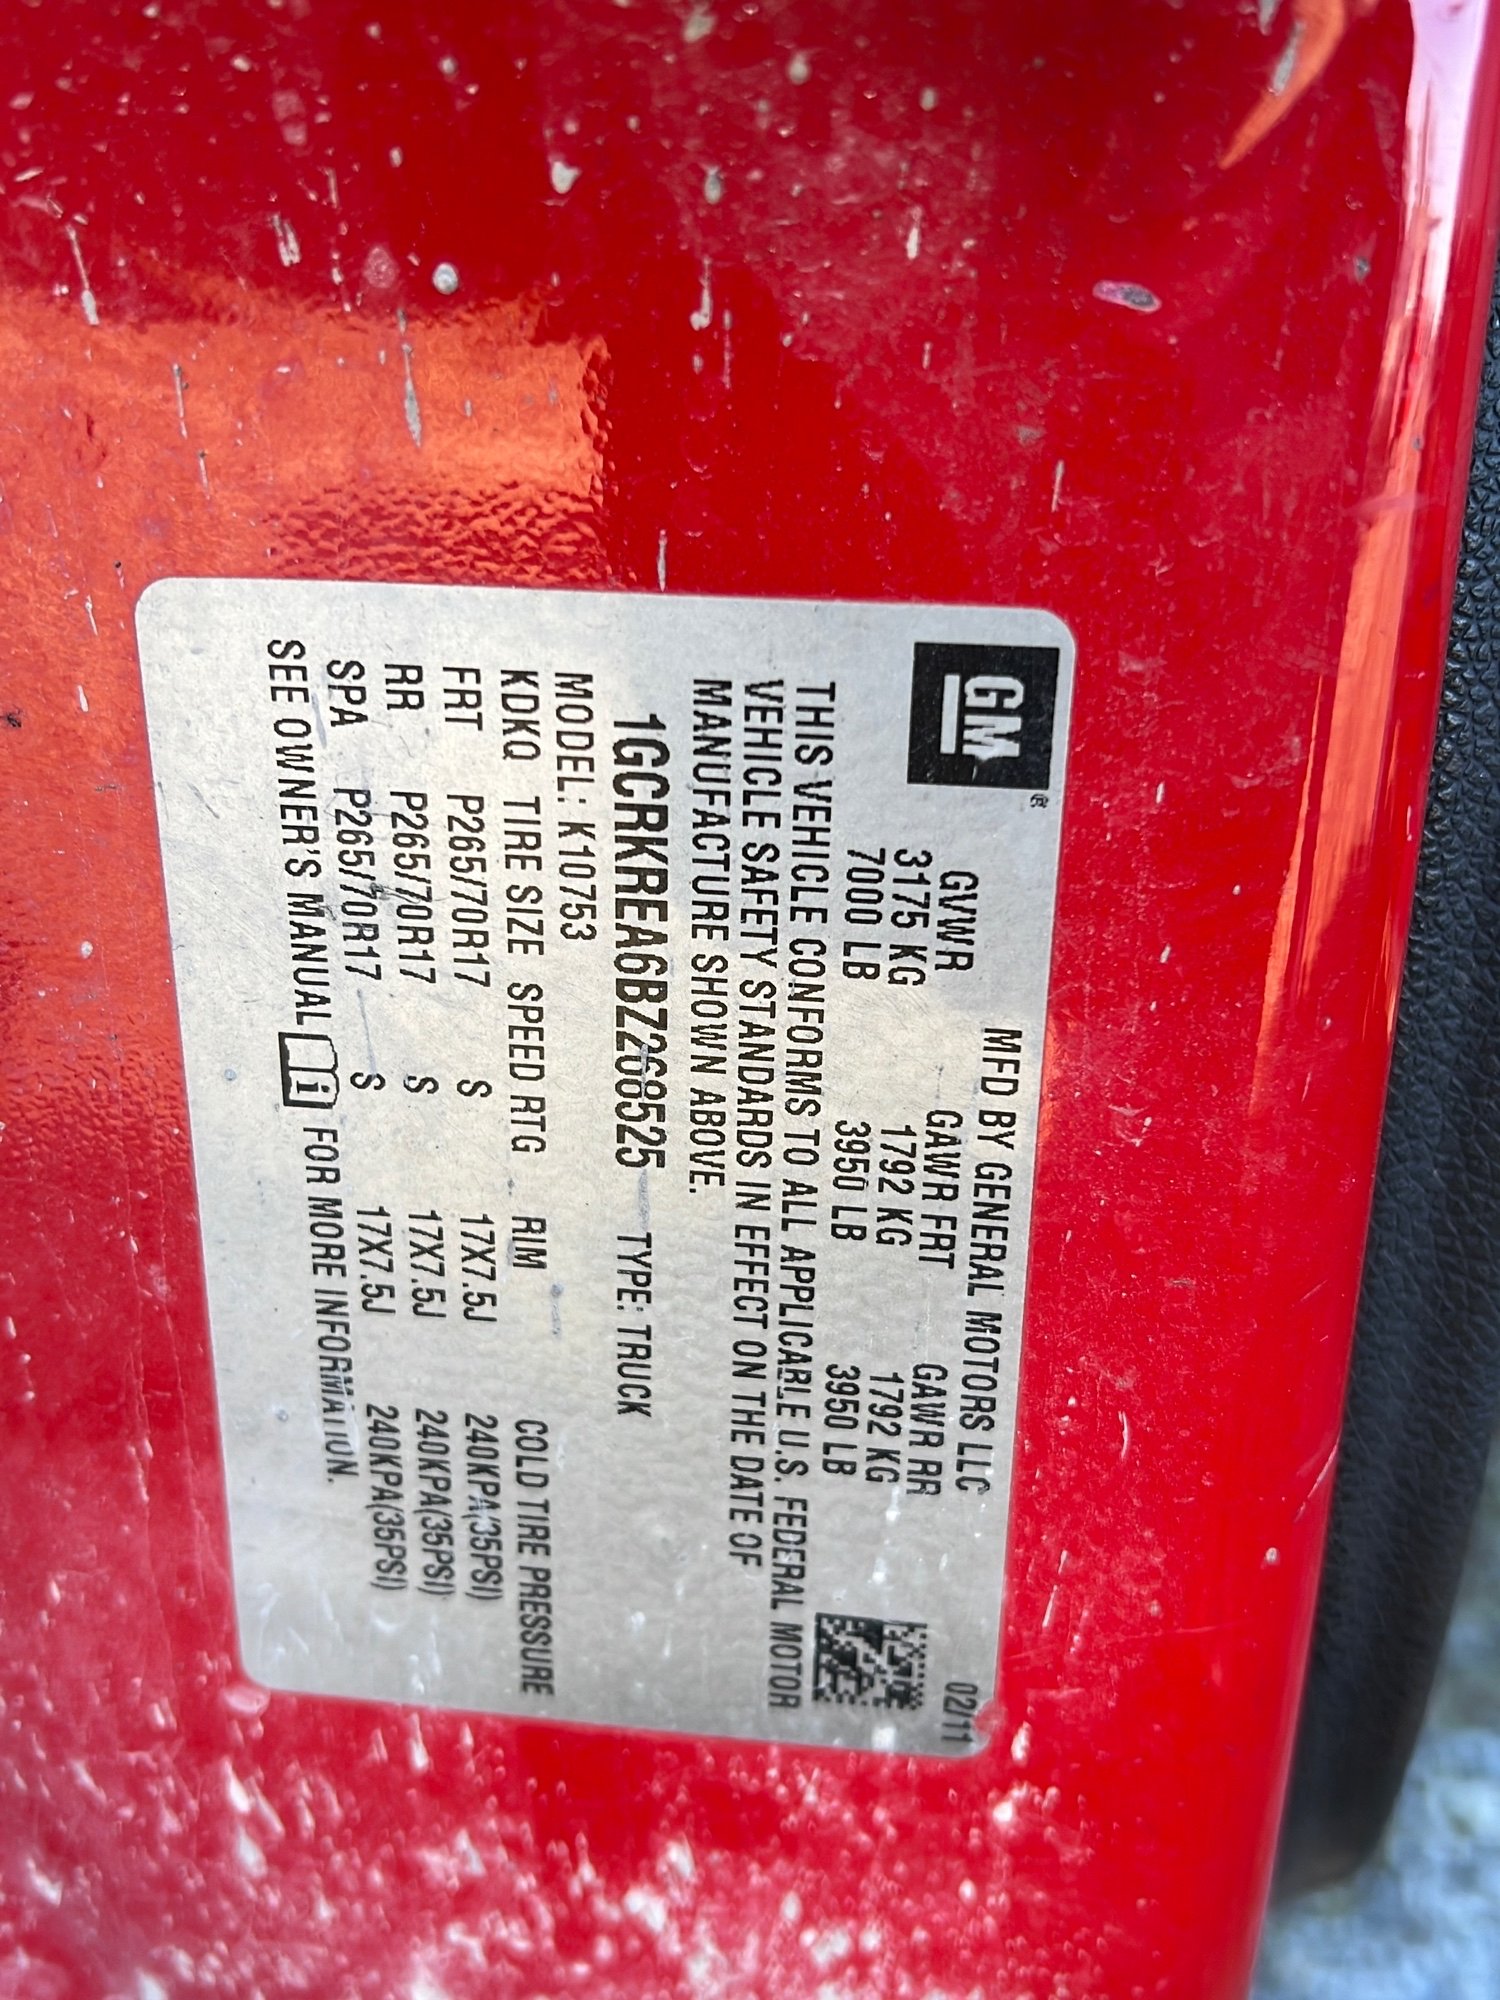 GM®
MFD BY GENERAL MOTORS LLC 02/11
GVWR GAWR FRT GAWR RR
3175 KG 1792 KG 1792 KG
7000 LB 3950 LB 3950 LB
THIS VEHICLE CONFORMS TO ALL APPLICABLE U.S. FEDERAL MOTOR
VEHICLE SAFETY STANDARDS IN EFFECT ON THE DATE OF
MANUFACTURE SHOWN ABOVE.
1GCRKREA6BZ268525 TYPE: TRUCK
MODEL: K10753
KDKQ TIRE SIZE SPEED RTG RIM COLD TIRE PRESSURE
FRT P265/70R17 S 17X7.5J 240KPA(35PSI)
RR P265/70R17 S 17X7.5J 240KPA(35PSI)
SPA P265/70R17 S 17X7.5J 240KPA(35PSI)
SEE OWNER'S MANUAL i FOR MORE INFORMATION.